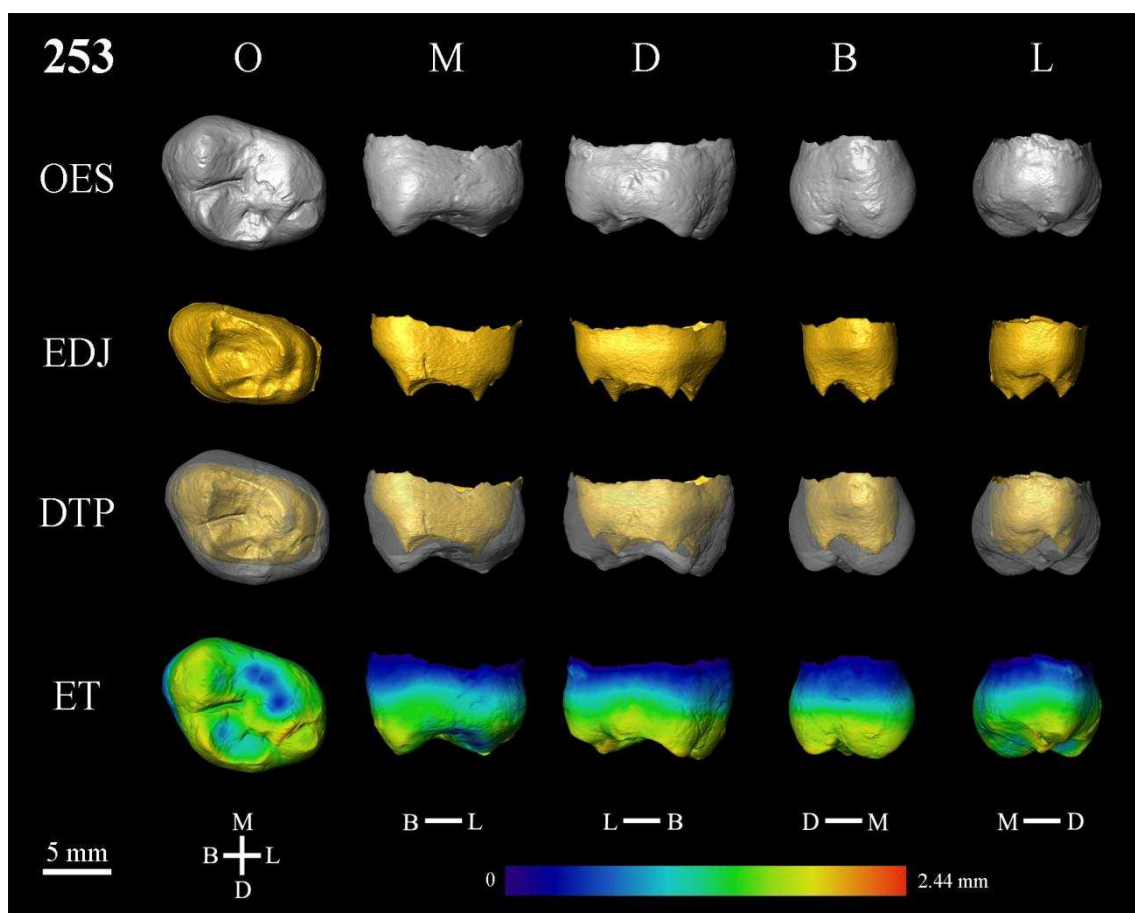 253 O M D B L
OES
EDJ
DTP
ET
M
B L
D
B L
L B
D M
M D
5 mm
0 2.44 mm